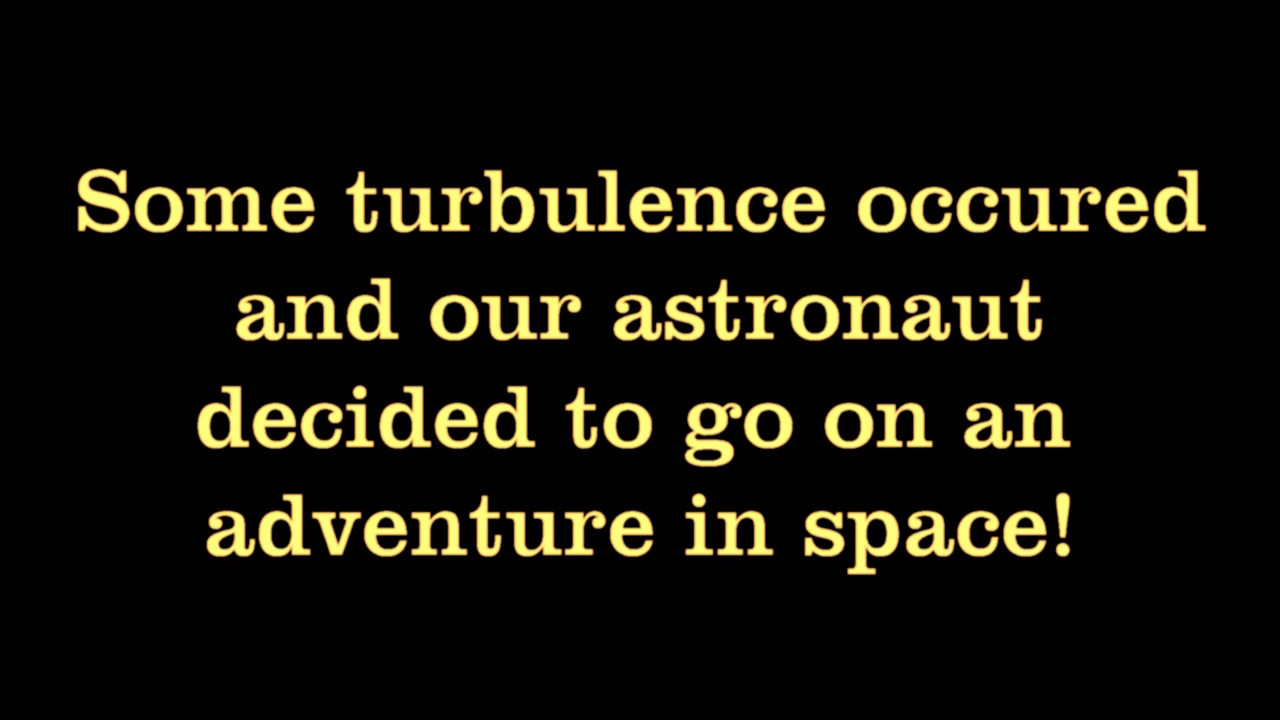 Some turbulence occured
and our astronaut
decided to go on an
adventure in space!